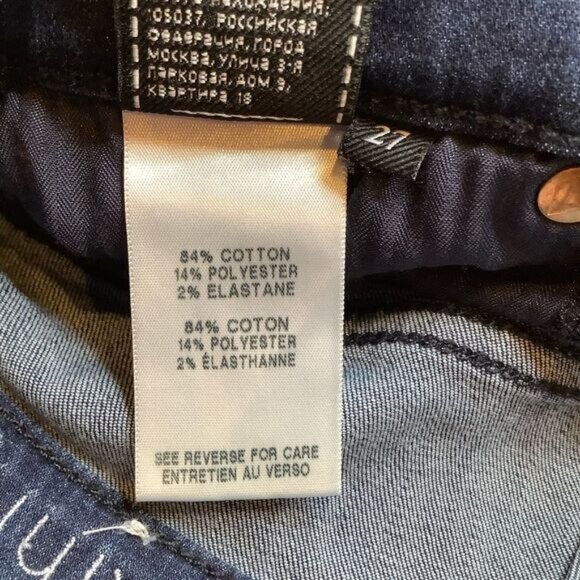 НАХОЖДЕНИЯ,
105037, РОССИЙСКАЯ
ФЕДЕРАЦИЯ, ГОРОД
МОСКВА, УЛИЦА 3-Я
ПАРКОВАЯ, ДОМ 9,
КВАРТИРА 18
27
84% COTTON
14% POLYESTER
2% ELASTANE
84% COTON
14% POLYESTER
2% ÉLASTHANNE
SEE REVERSE FOR CARE
ENTRETIEN AU VERSO